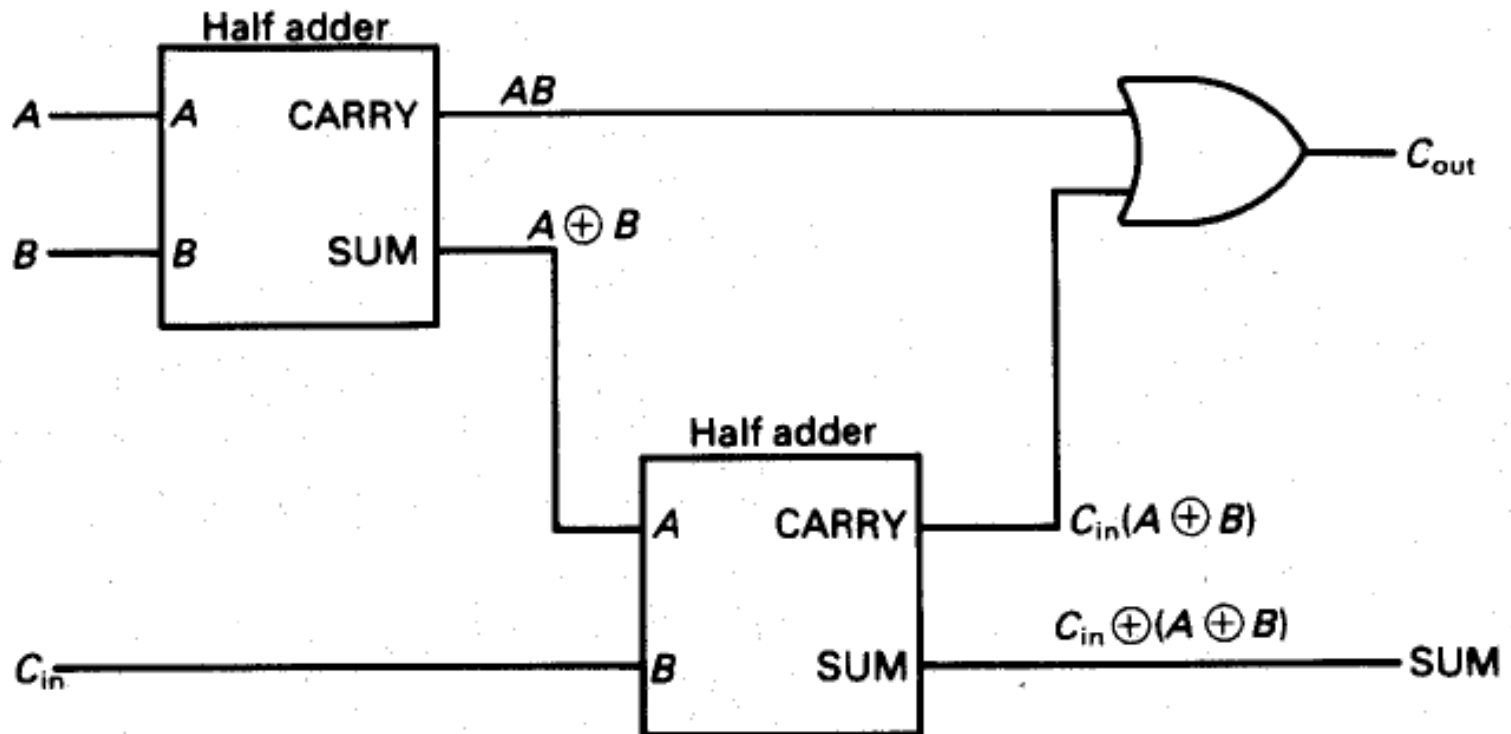 Half adder
A A CARRY AB
B B SUM A ⊕ B
C_out
Half adder
A CARRY C_in(A ⊕ B)
C_in B SUM C_in ⊕ (A ⊕ B) SUM